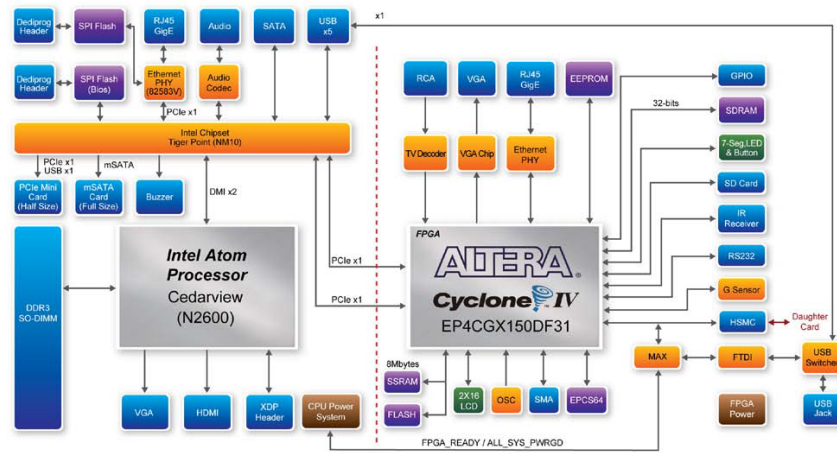 Dediprog
Header
SPI Flash
RJ45
GigE
Audio
SATA
USB
x5
x1
Dediprog
Header
SPI Flash
(Bios)
Ethernet
PHY
(82583V)
Audio
Codec
PCIe x1
Intel Chipset
Tiger Point (NM10)
PCIe x1
USB x1
mSATA
DMI x2
PCIe Mini
Card
(Half Size)
mSATA
Card
(Full Size)
Buzzer
DDR3
SO-DIMM
Intel Atom
Processor
Cedarview
(N2600)
VGA
HDMI
XDP
Header
CPU Power
System
PCIe x1
PCIe x1
RCA
VGA
RJ45
GigE
EEPROM
TV Decoder
VGA Chip
Ethernet
PHY
FPGA
ALTERA®
Cyclone IV
EP4CGX150DF31
8Mbytes
SSRAM
FLASH
2X16
LCD
OSC
SMA
EPCS64
32-bits
GPIO
SDRAM
7-Seg,LED
& Button
SD Card
IR
Receiver
RS232
G Sensor
HSMC
Daughter
Card
MAX
FTDI
USB
Switcher
FPGA
Power
USB
Jack
FPGA_READY / ALL_SYS_PWRGD